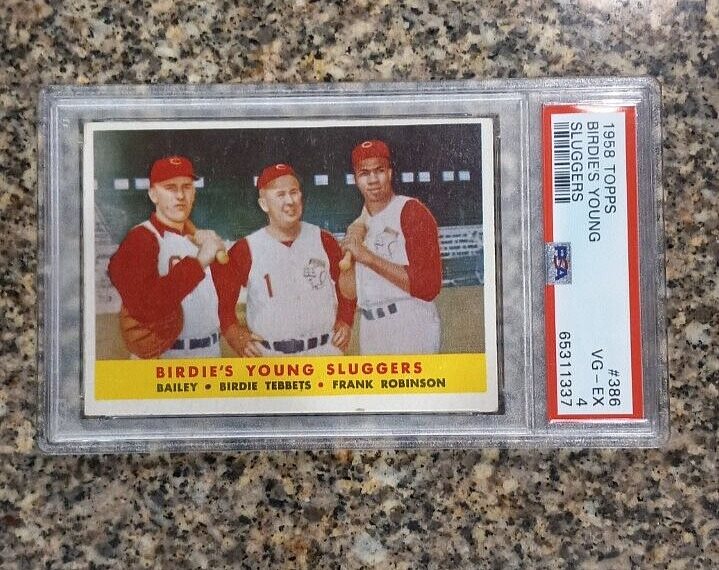 BIRDIE'S YOUNG SLUGGERS
BAILEY • BIRDIE TEBBETS • FRANK ROBINSON
1
C
C
C
1958 TOPPS
BIRDIE'S YOUNG
SLUGGERS
PSA
#386
VG-EX
4
65311337